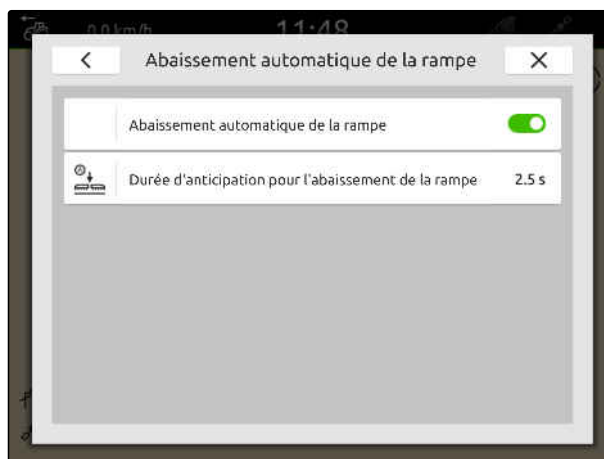 0.0 km/h 11:48
Abaissement automatique de la rampe
Abaissement automatique de la rampe
Durée d'anticipation pour l'abaissement de la rampe 2.5 s